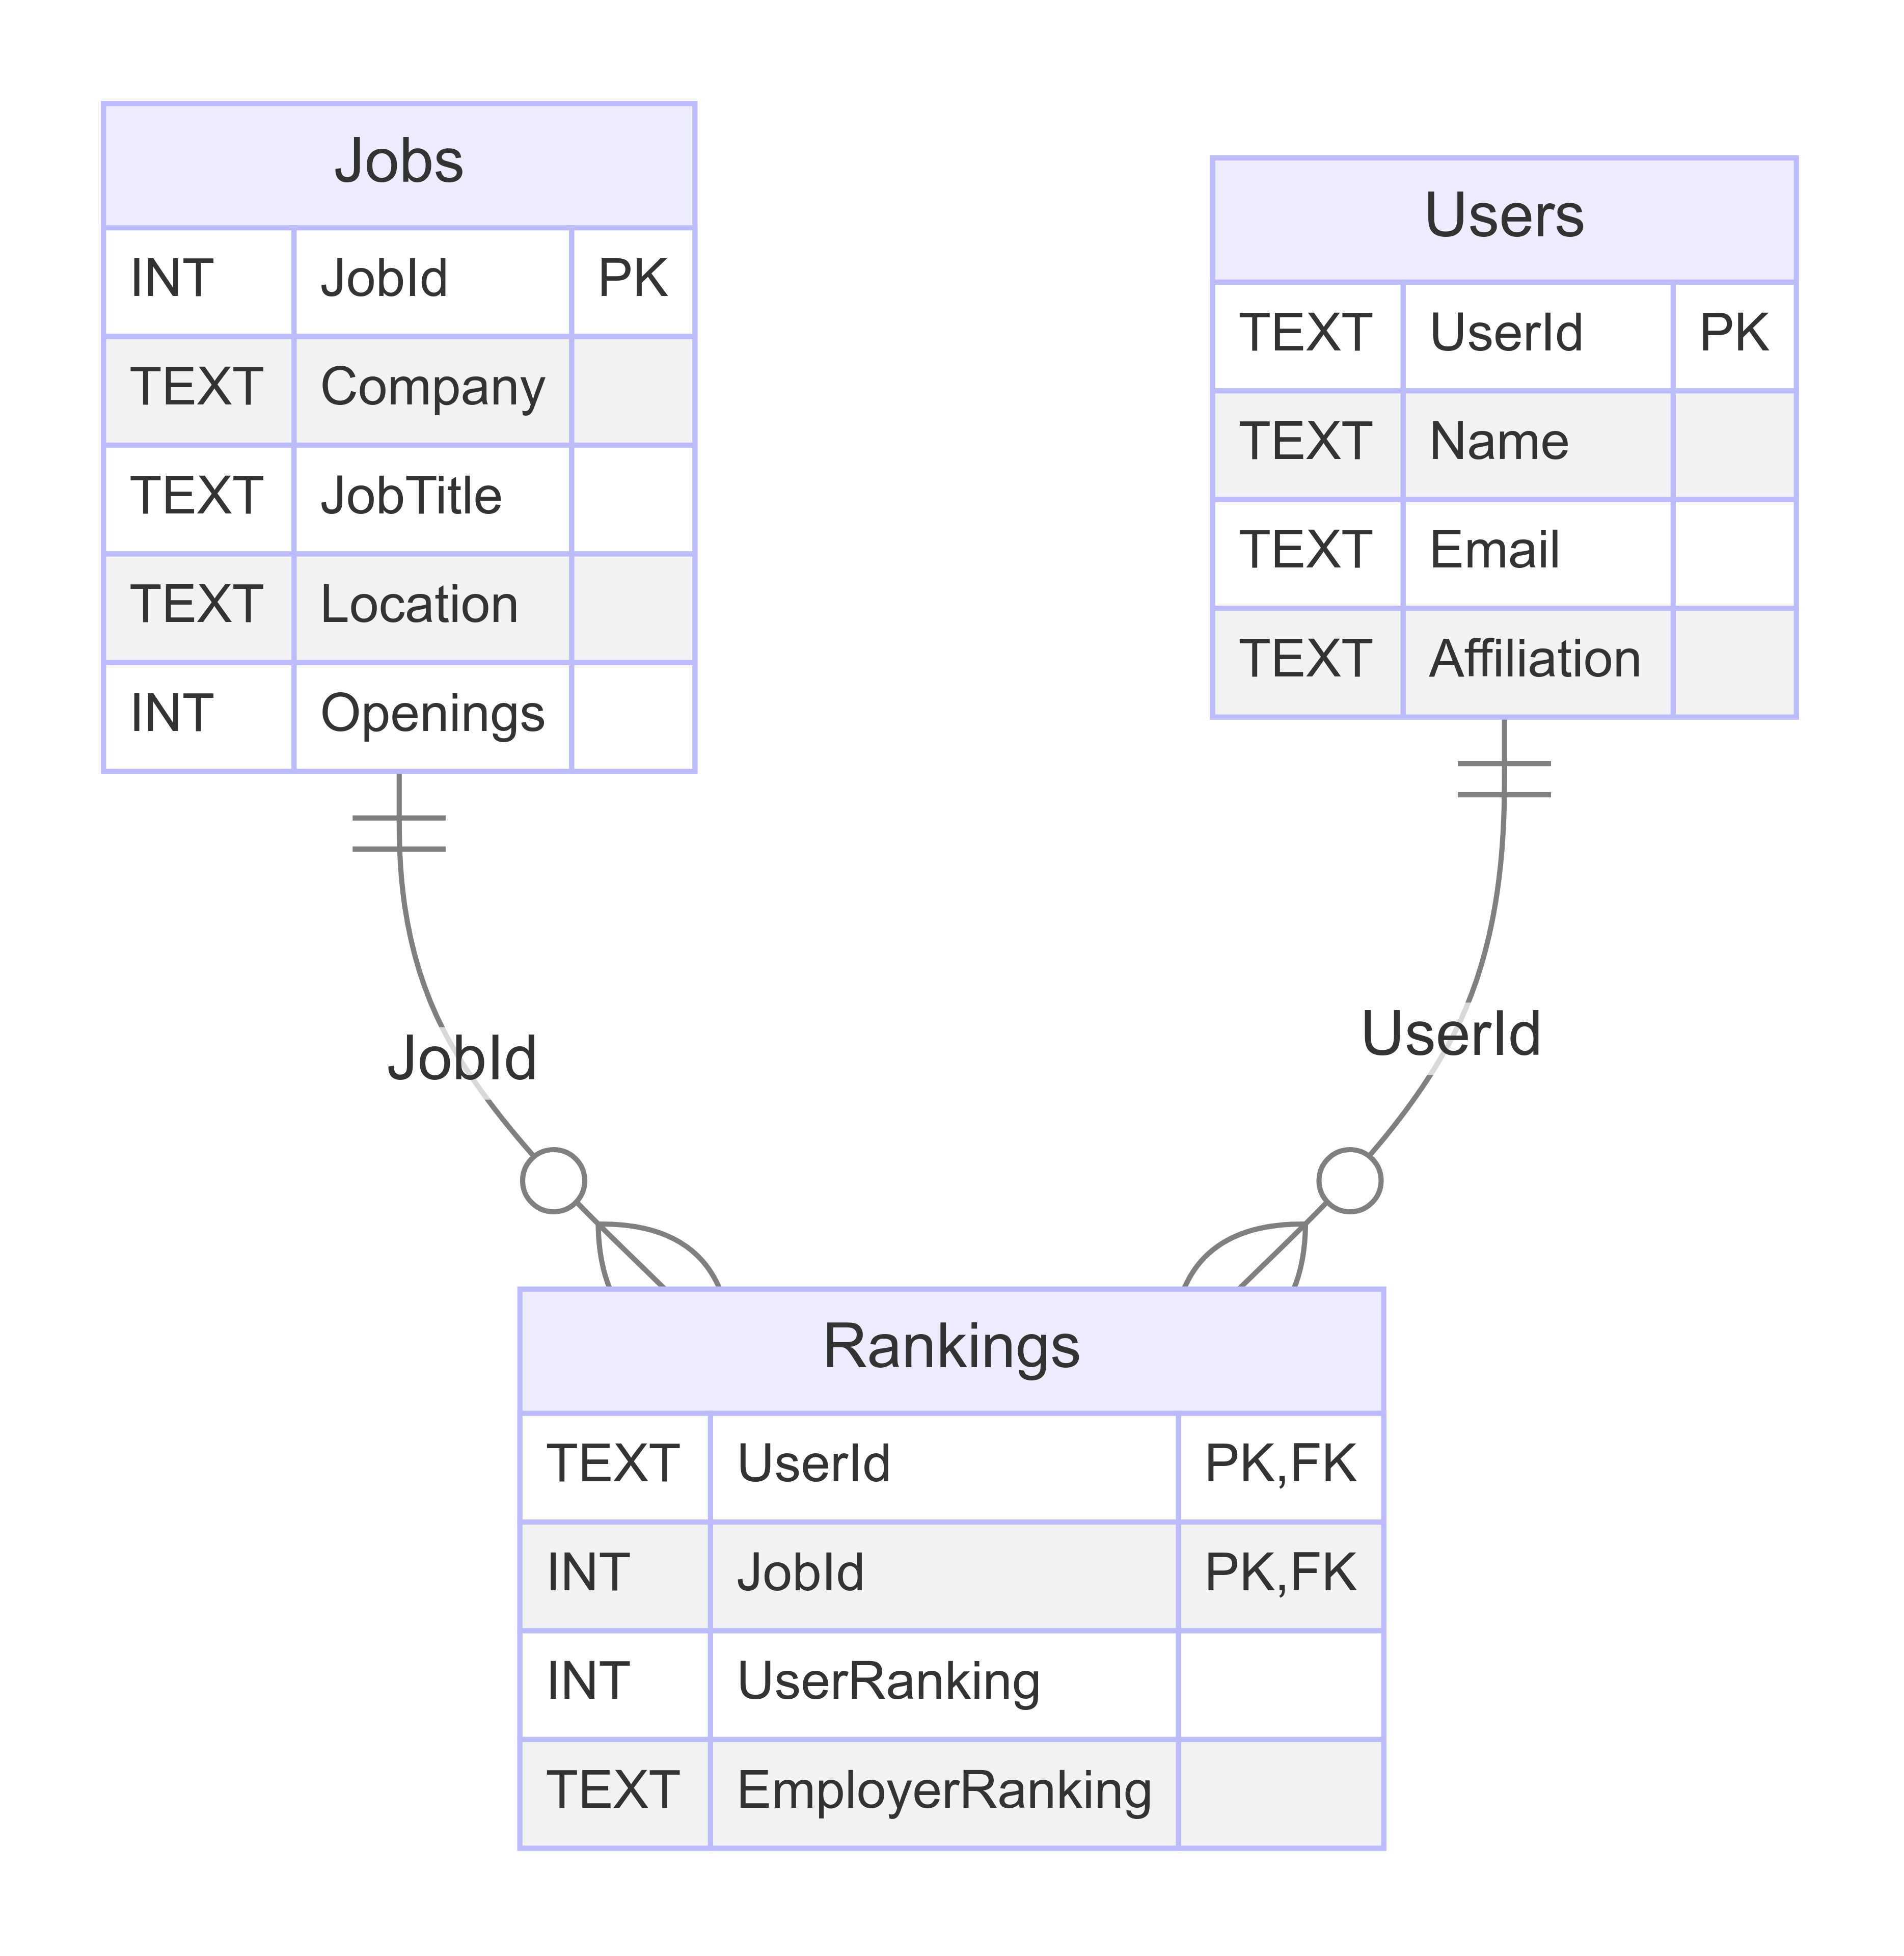 Jobs
INT JobId PK
TEXT Company
TEXT JobTitle
TEXT Location
INT Openings
Users
TEXT UserId PK
TEXT Name
TEXT Email
TEXT Affiliation
JobId
UserId
Rankings
TEXT UserId PK,FK
INT JobId PK,FK
INT UserRanking
TEXT EmployerRanking